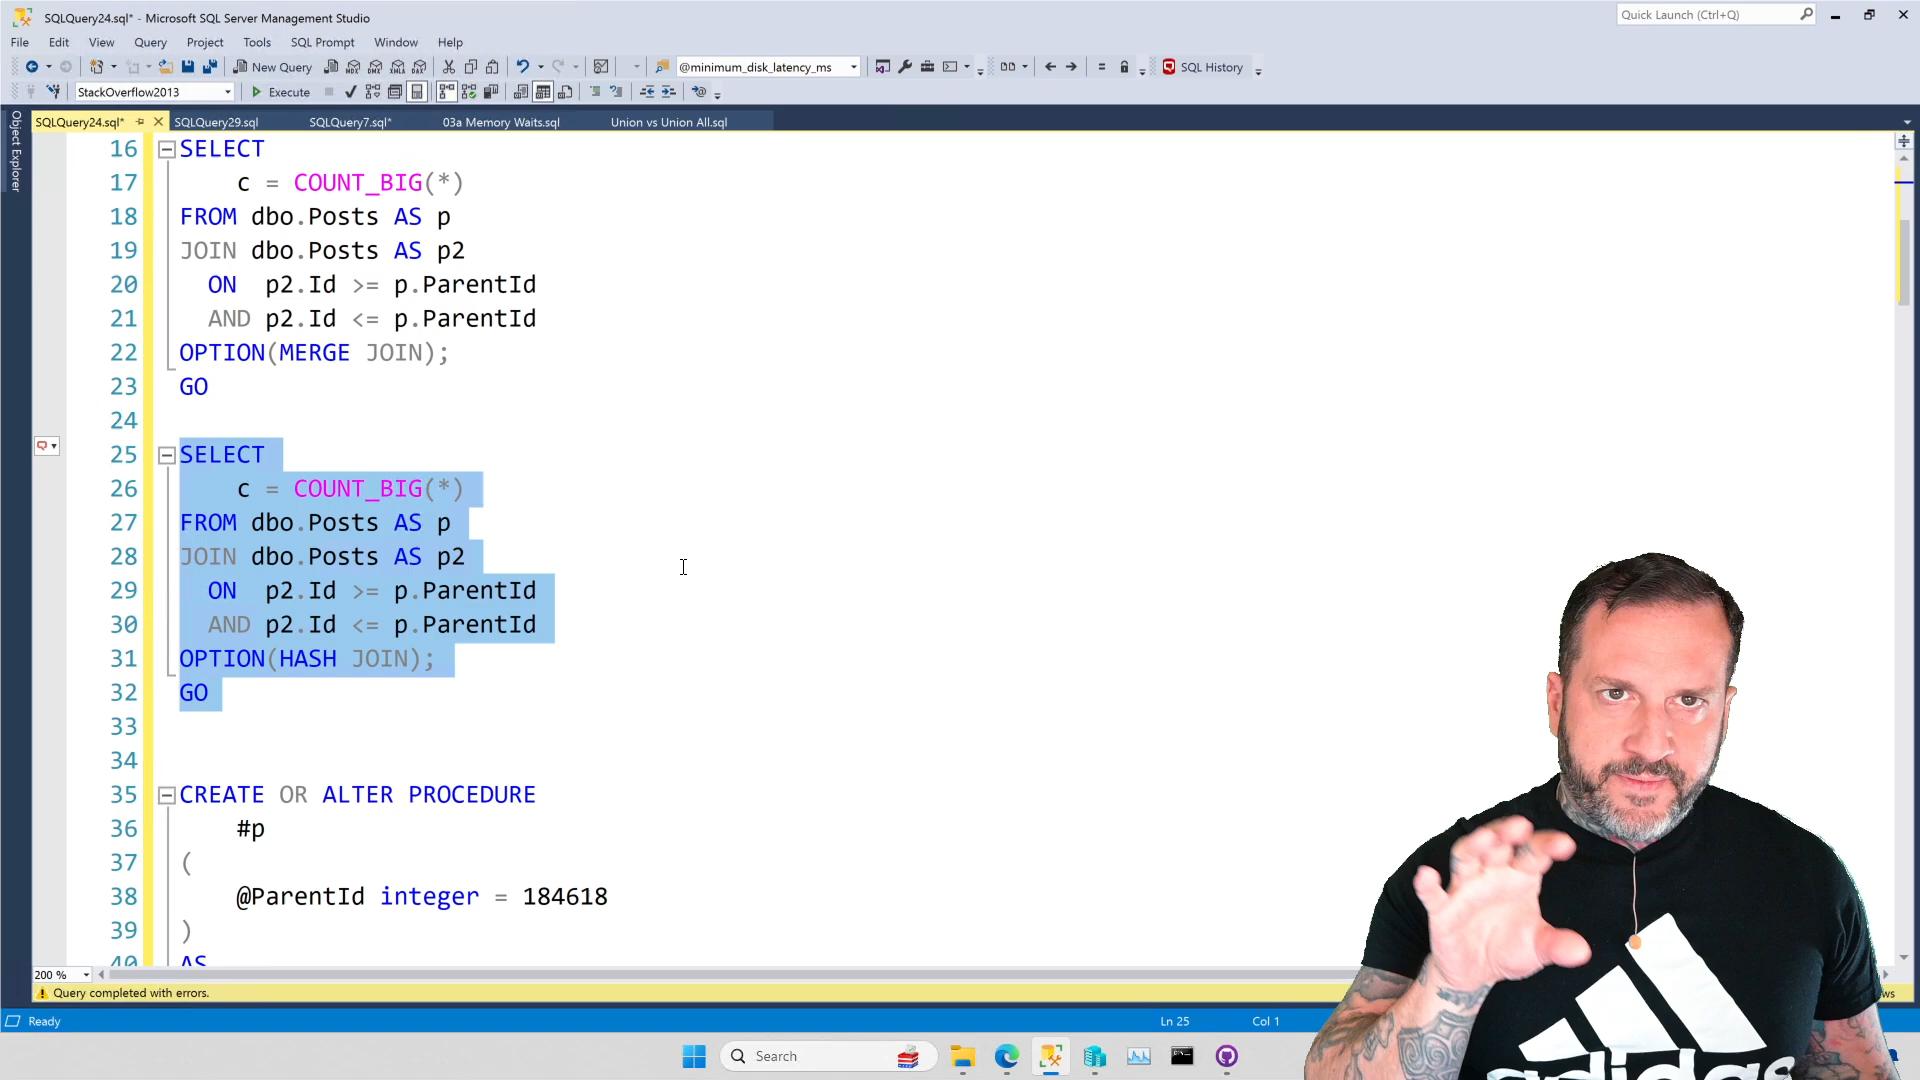 SQLQuery24.sql* - Microsoft SQL Server Management Studio
Quick Launch (Ctrl+Q)
File Edit View Query Project Tools SQL Prompt Window Help
New Query
@minimum_disk_latency_ms
SQL History
StackOverflow2013
Execute
SQLQuery24.sql* SQLQuery29.sql SQLQuery7.sql* 03a Memory Waits.sql Union vs Union All.sql
Object Explorer
16 SELECT
17 c = COUNT_BIG(*)
18 FROM dbo.Posts AS p
19 JOIN dbo.Posts AS p2
20 ON p2.Id >= p.ParentId
21 AND p2.Id <= p.ParentId
22 OPTION(MERGE JOIN);
23 GO
24
25 SELECT
26 c = COUNT_BIG(*)
27 FROM dbo.Posts AS p
28 JOIN dbo.Posts AS p2
29 ON p2.Id >= p.ParentId
30 AND p2.Id <= p.ParentId
31 OPTION(HASH JOIN);
32 GO
33
34
35 CREATE OR ALTER PROCEDURE
36 #p
37 (
38 @ParentId integer = 184618
39 )
40 AS
200 %
Query completed with errors.
Ready
Ln 25
Col 1
Search
adidas